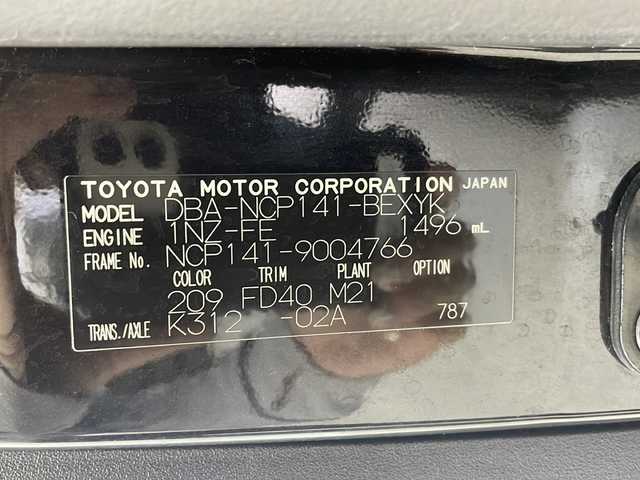 TOYOTA MOTOR CORPORATION JAPAN
MODEL DBA-NCP141-BEXYK
ENGINE 1NZ-FE 1496 mL
FRAME No. NCP141-9004766
COLOR TRIM PLANT OPTION
209 FD40 M21
TRANS./AXLE K312 -02A 787